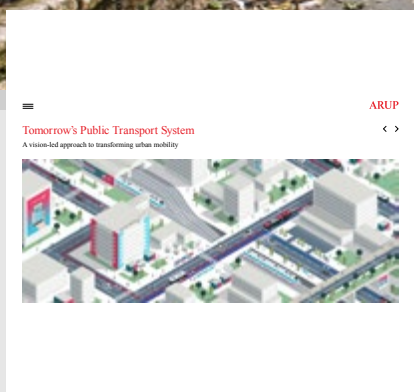 ARUP
Tomorrow's Public Transport System
A vision-led approach to transforming urban mobility